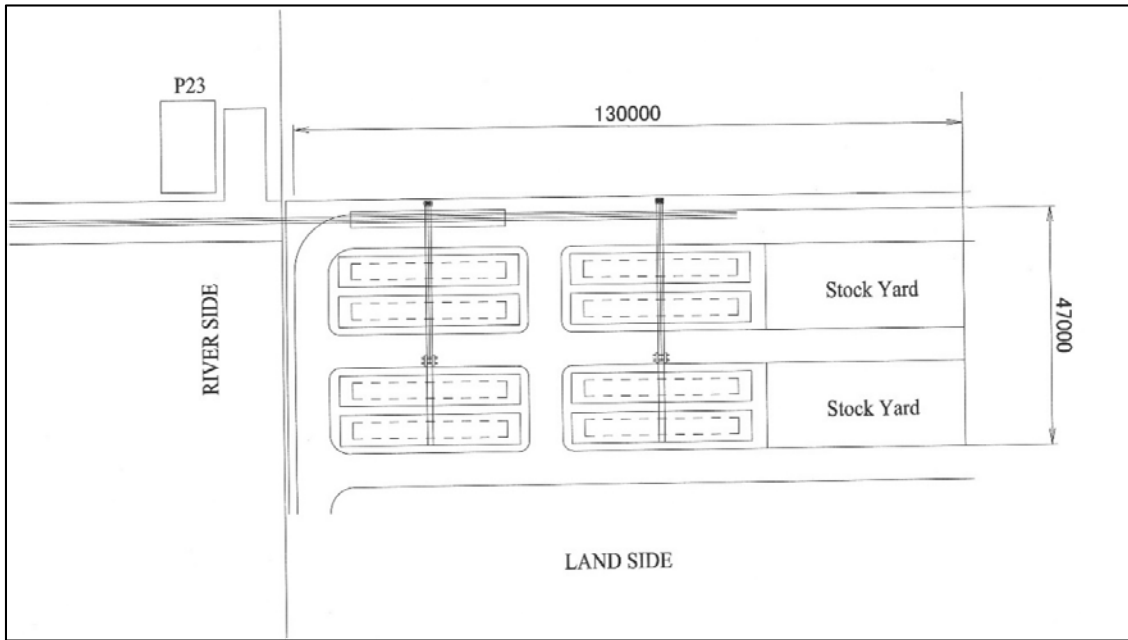 P23
130000
RIVER SIDE
Stock Yard
47000
Stock Yard
LAND SIDE